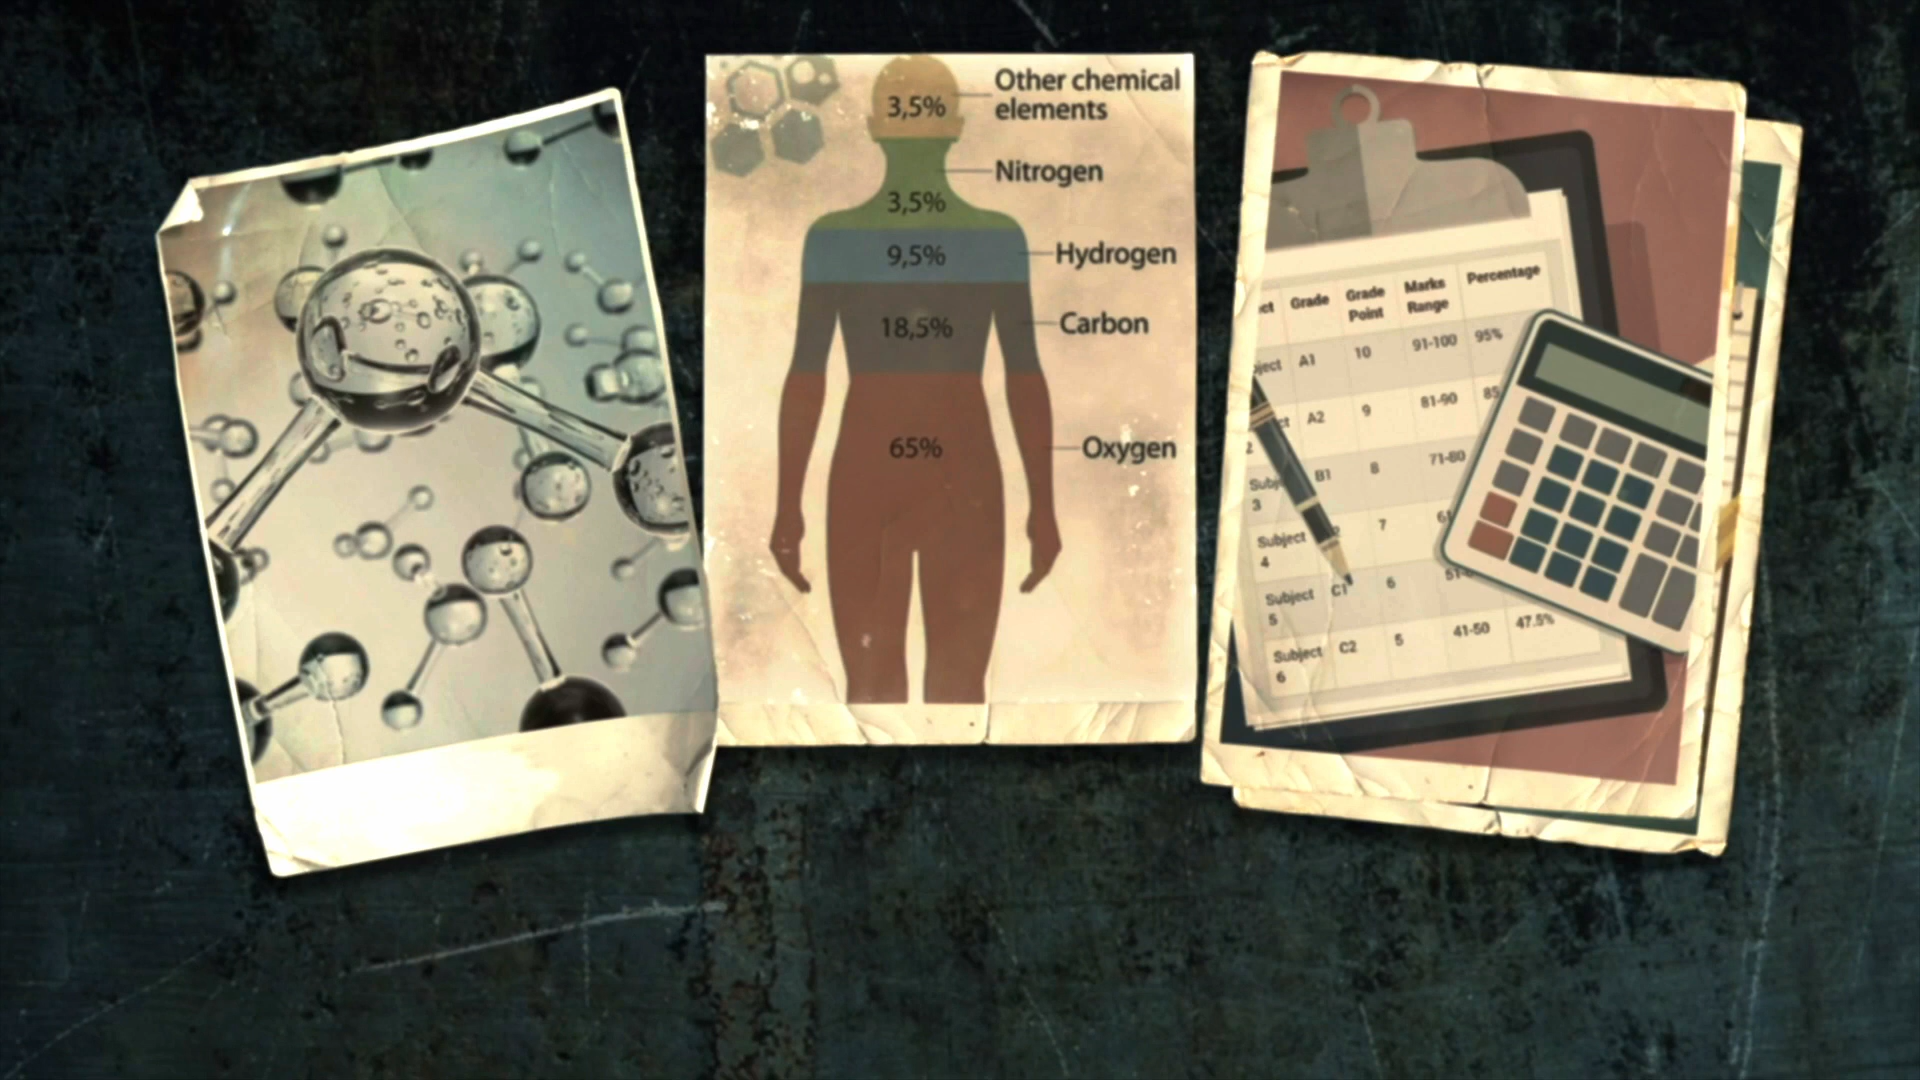 Other chemical
elements
3,5%
Nitrogen
3,5%
Hydrogen
9,5%
Carbon
18,5%
Oxygen
65%
Grade Grade Point Marks Range Percentage
A1 10 91-100 95%
A2 9 81-90
B1 8 71-80
Subject 4 7
Subject 5 C1 6
Subject 6 C2 5 41-50 47.5%